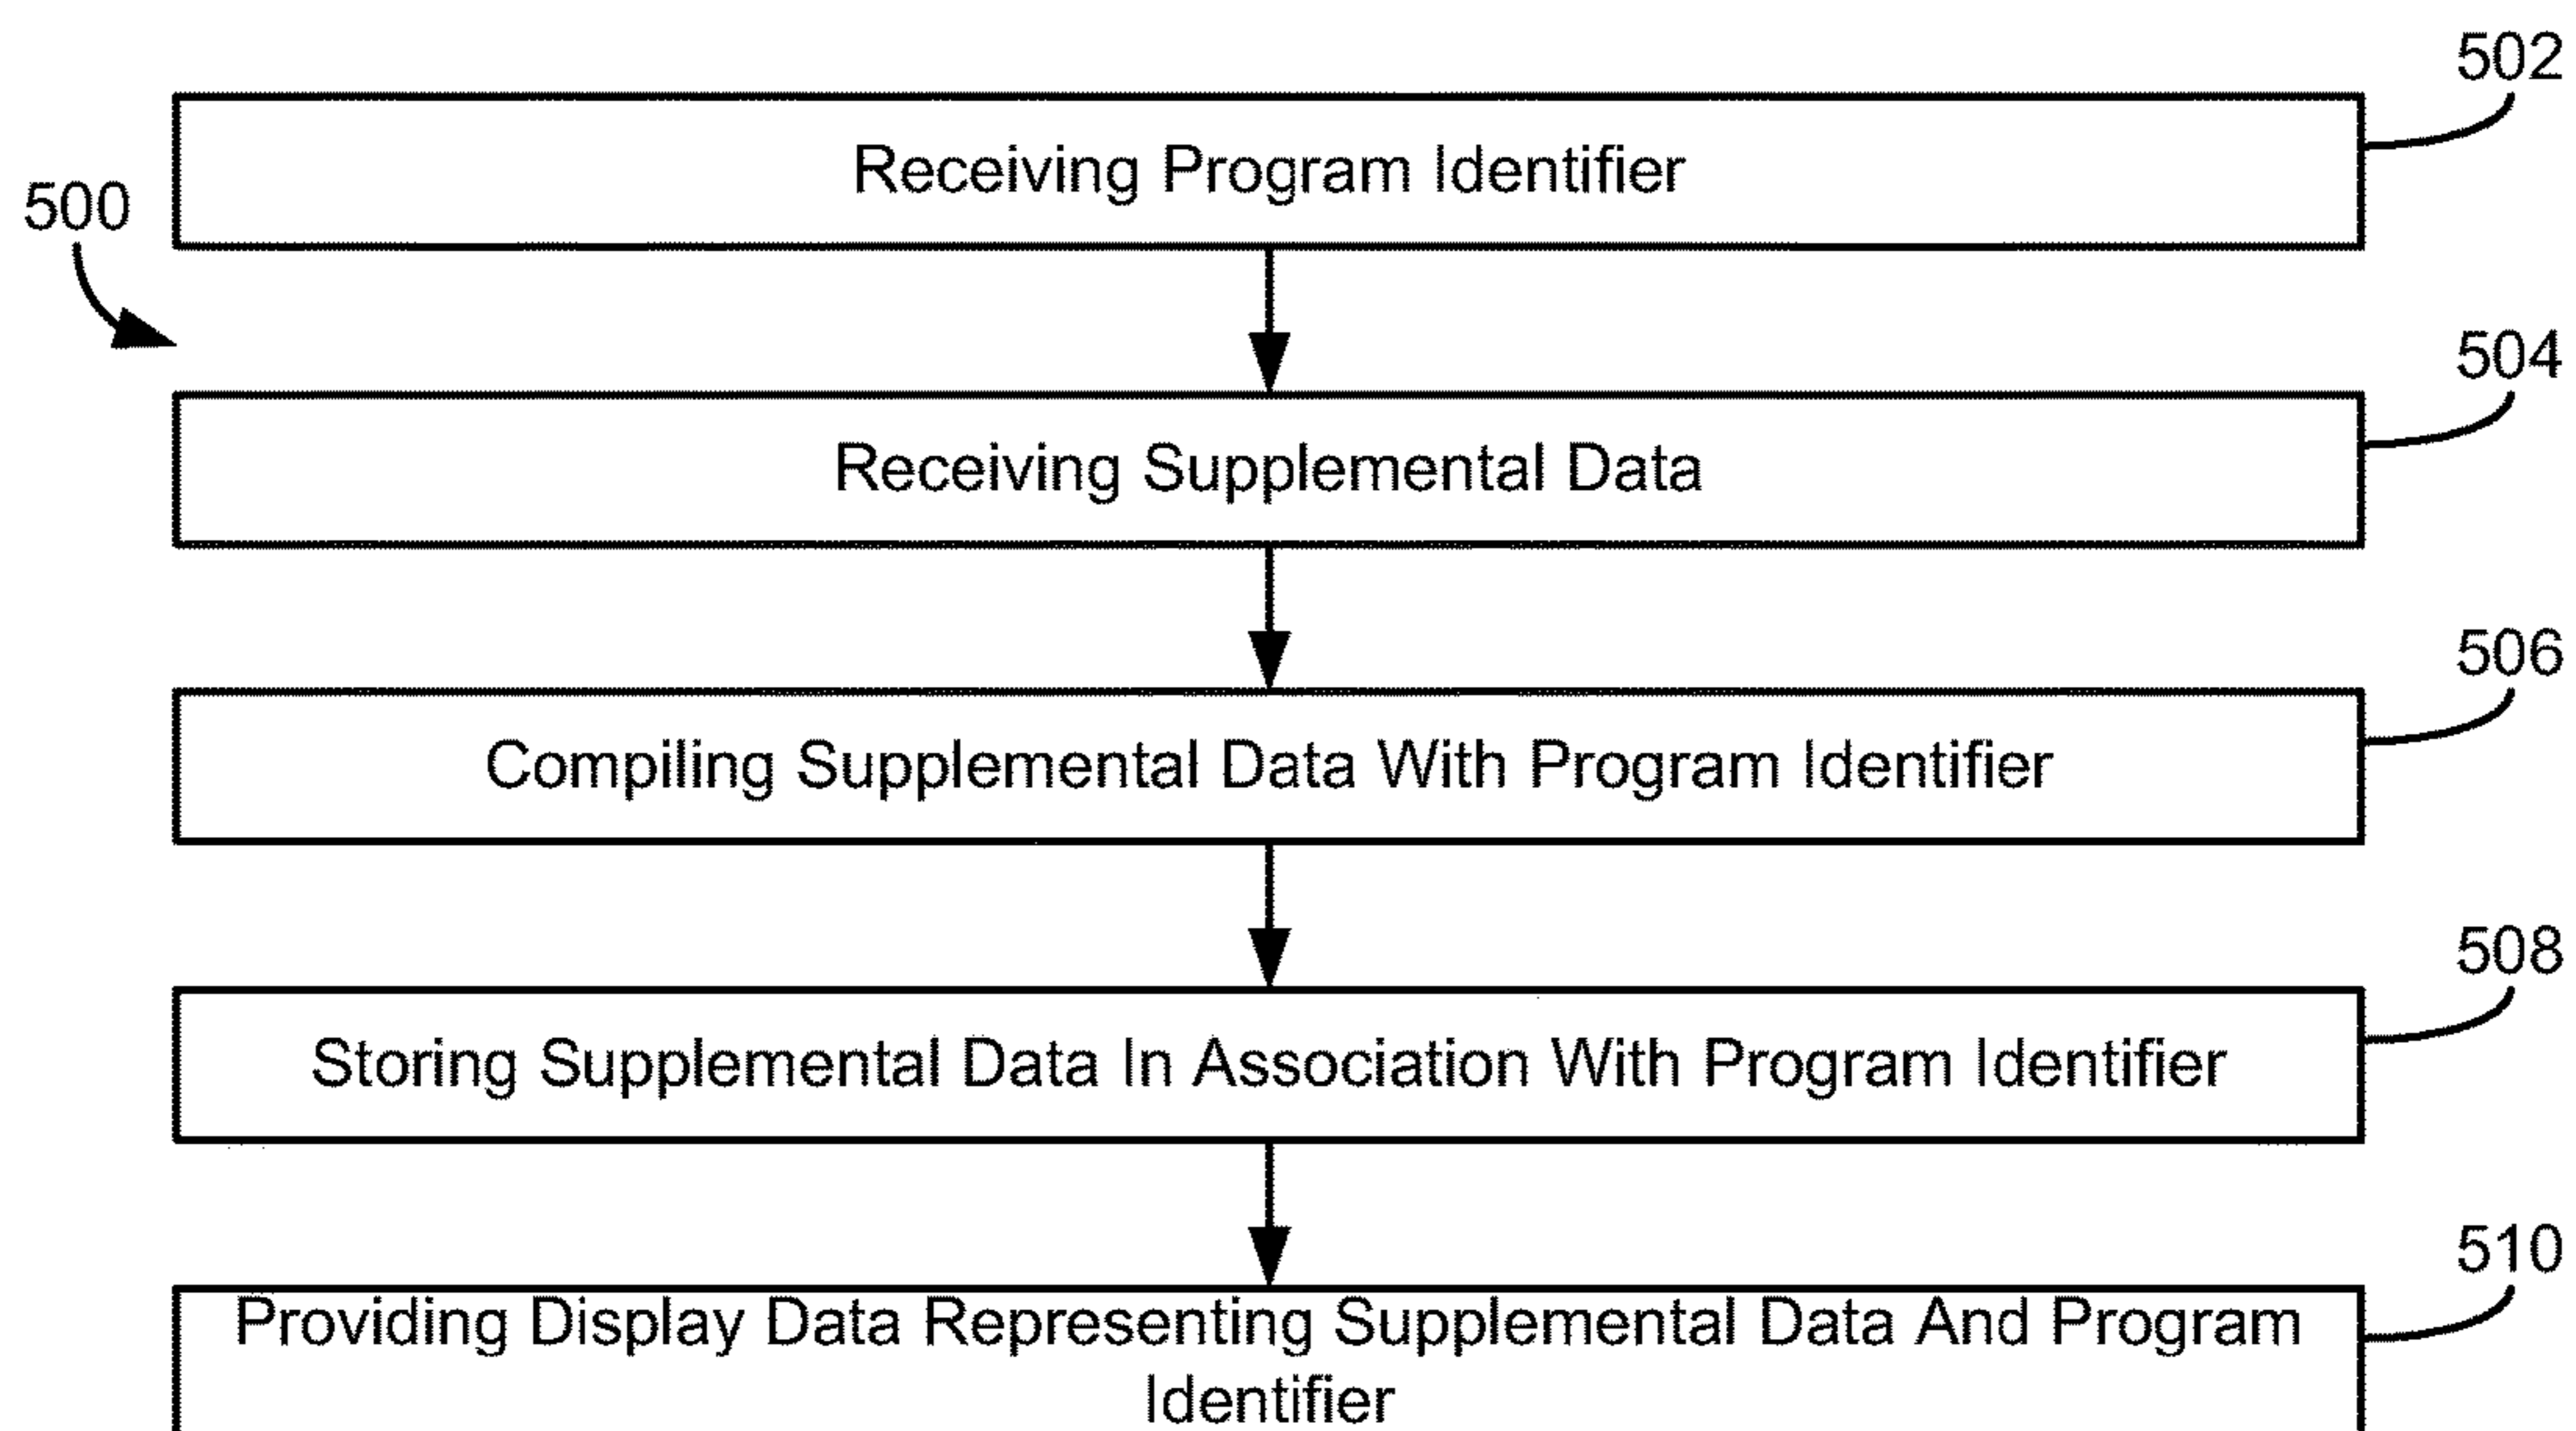 502
Receiving Program Identifier
500
504
Receiving Supplemental Data
506
Compiling Supplemental Data With Program Identifier
508
Storing Supplemental Data In Association With Program Identifier
510
Providing Display Data Representing Supplemental Data And Program
Identifier